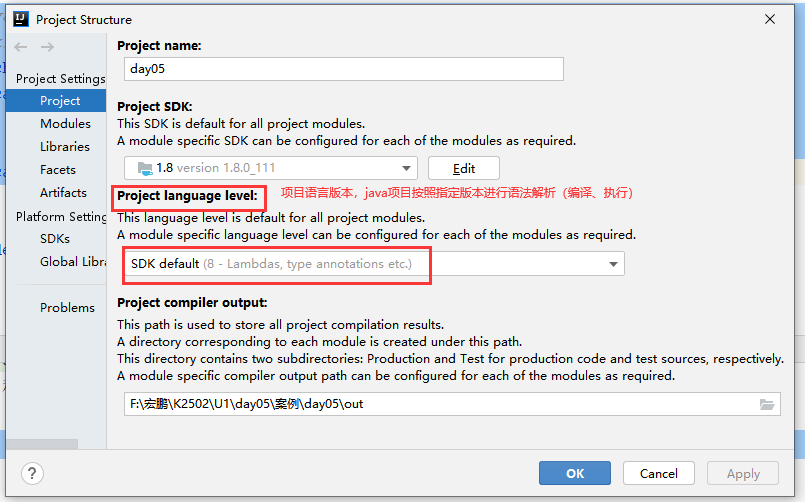 Project Structure
Project name:
day05
Project Settings
Project
Modules
Libraries
Facets
Artifacts
Platform Setting
SDKs
Global Libra
Problems
Project SDK:
This SDK is default for all project modules.
A module specific SDK can be configured for each of the modules as required.
1.8 version 1.8.0_111
Edit
Project language level:
项目语言版本，java项目按照指定版本进行语法解析（编译、执行）
This language level is default for all project modules.
A module specific language level can be configured for each of the modules as required.
SDK default (8 - Lambdas, type annotations etc.)
Project compiler output:
This path is used to store all project compilation results.
A directory corresponding to each module is created under this path.
This directory contains two subdirectories: Production and Test for production code and test sources, respectively.
A module specific compiler output path can be configured for each of the modules as required.
F:\宏鹏\K2502\U1\day05\案例\day05\out
?
OK
Cancel
Apply